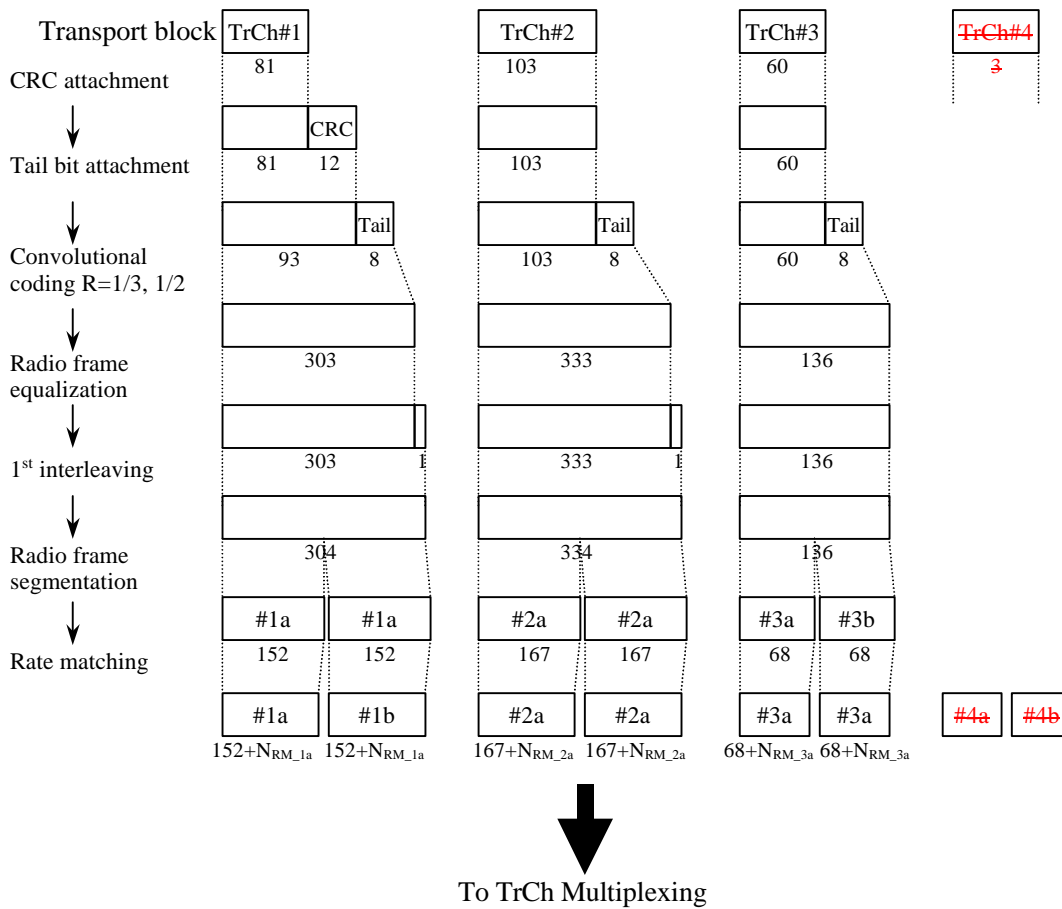 Transport block TrCh#1 TrCh#2 TrCh#3 TrCh#4
81 103 60 3
CRC attachment
CRC
81 12 103 60
Tail bit attachment
Tail Tail Tail
93 8 103 8 60 8
Convolutional
coding R=1/3, 1/2
303 333 136
Radio frame
equalization
303 1 333 1 136
1st interleaving
304 334 136
Radio frame
segmentation
#1a #1a #2a #2a #3a #3b
152 152 167 167 68 68
Rate matching
#1a #1b #2a #2a #3a #3a #4a #4b
152+NRM_1a 152+NRM_1a 167+NRM_2a 167+NRM_2a 68+NRM_3a 68+NRM_3a
To TrCh Multiplexing